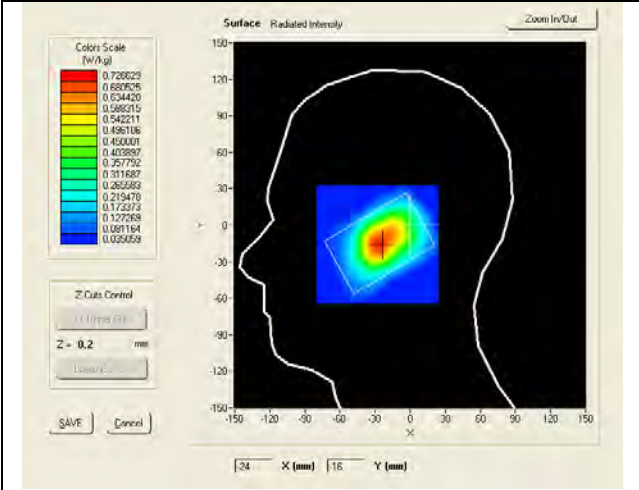 Surface Radiated Intensity
Zoom In/Out
Colors Scale
(W/kg)
0.726629
0.680525
0.634420
0.588315
0.542211
0.496106
0.450001
0.403897
0.357792
0.311687
0.265583
0.219478
0.173373
0.127269
0.081164
0.035059
150
120
90
60
30
0
-30
-60
-90
-120
-150
Y
-150 -120 -90 -60 -30 0 30 60 90 120 150
X
Z Cuts Control
Z = 0.2 mm
SAVE
Cancel
-24 X (mm) -16 Y (mm)